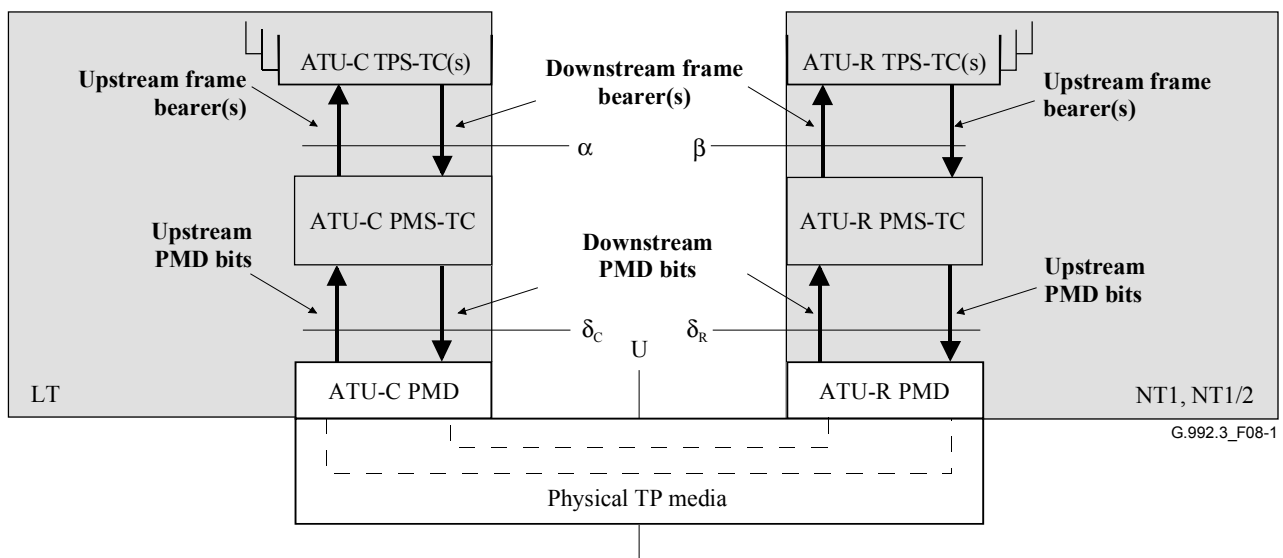 ATU-C TPS-TC(s)
ATU-R TPS-TC(s)
Upstream frame
bearer(s)
Downstream frame
bearer(s)
Upstream frame
bearer(s)
α
β
ATU-C PMS-TC
ATU-R PMS-TC
Upstream
PMD bits
Downstream
PMD bits
Upstream
PMD bits
δC
δR
U
LT
ATU-C PMD
ATU-R PMD
NT1, NT1/2
G.992.3_F08-1
Physical TP media